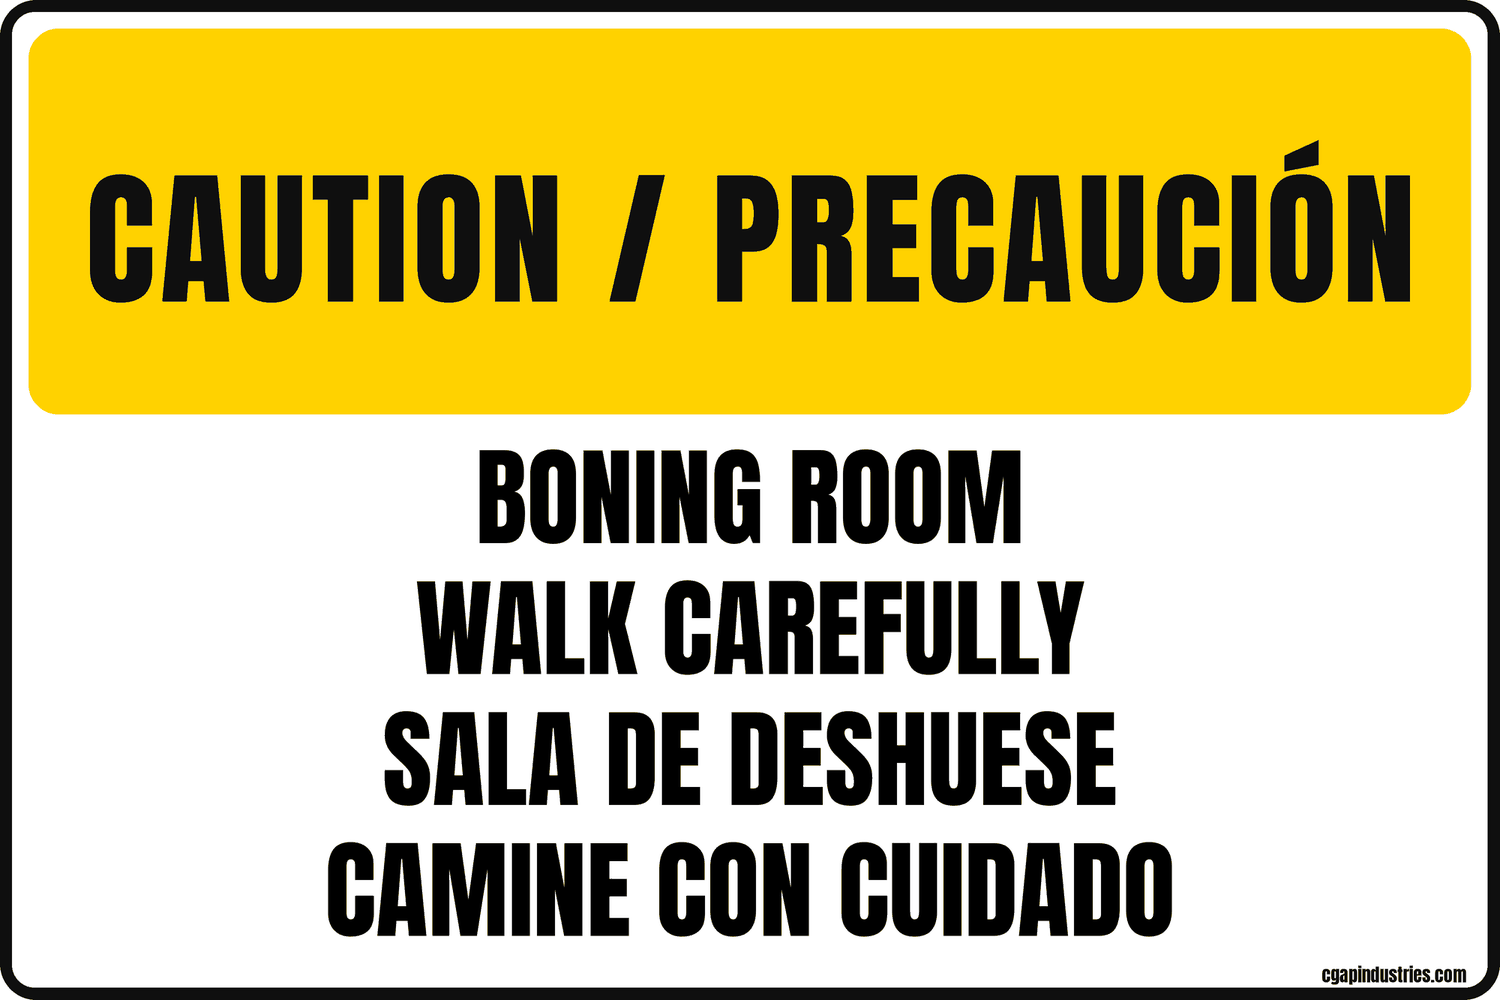 CAUTION / PRECAUCIÓN
BONING ROOM
WALK CAREFULLY
SALA DE DESHUESE
CAMINE CON CUIDADO
cgapindustries.com